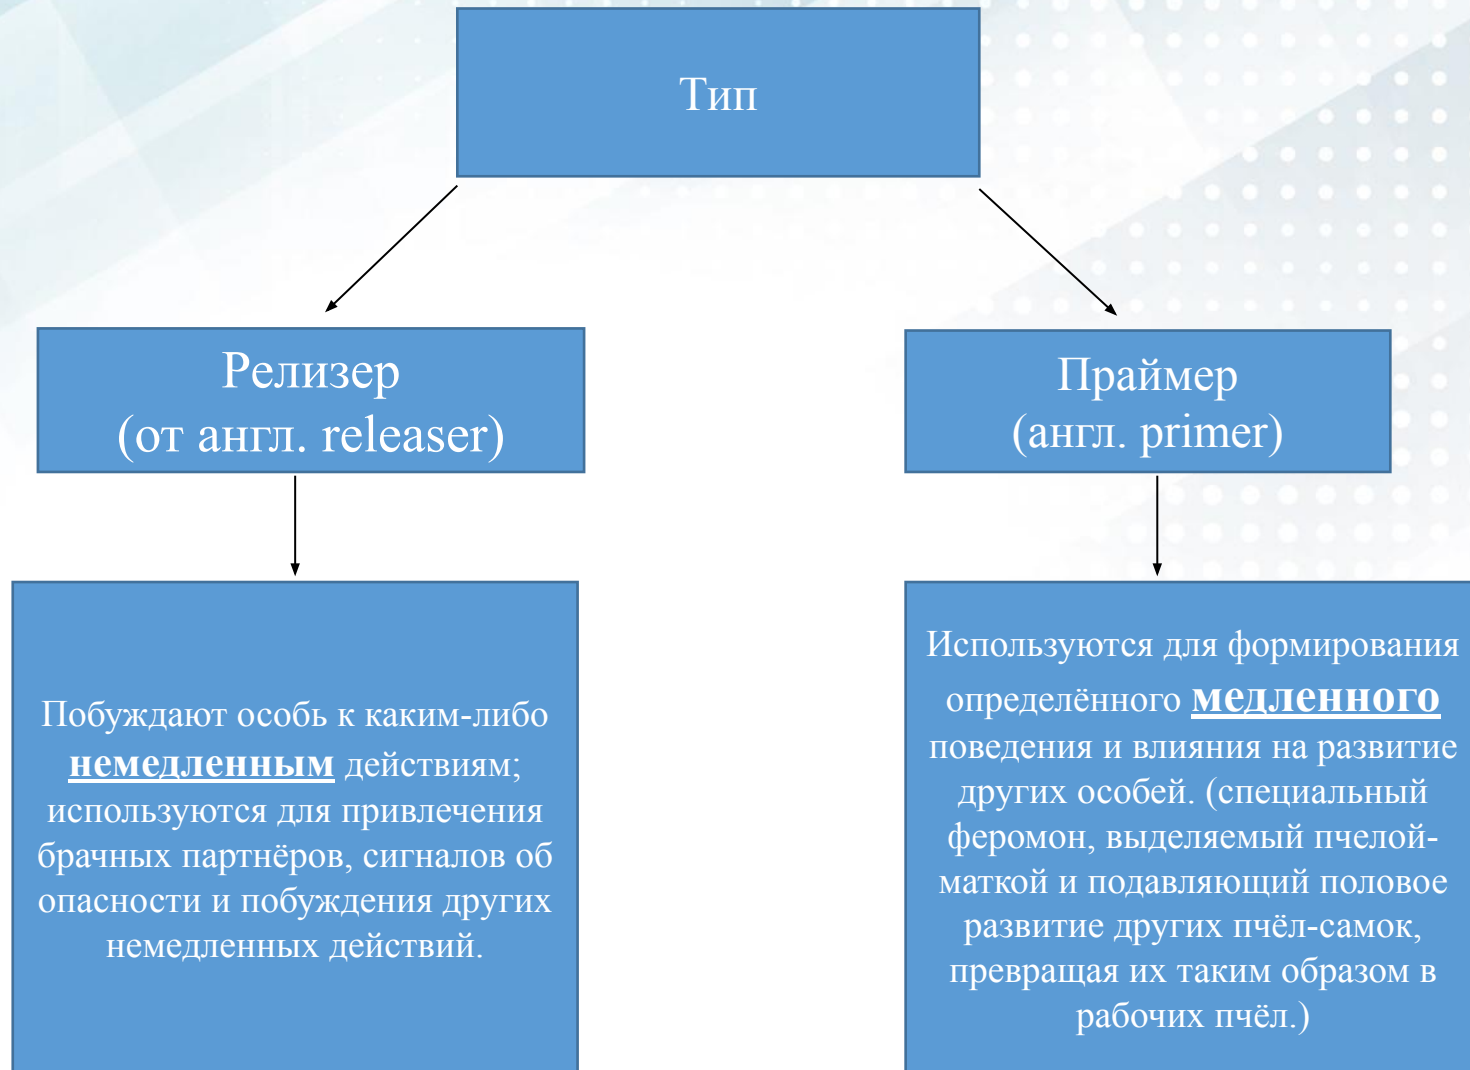 Тип
Релизер
(от англ. releaser)
Праймер
(англ. primer)
Побуждают особь к каким-либо
немедленным действиям;
используются для привлечения
брачных партнёров, сигналов об
опасности и побуждения других
немедленных действий.
Используются для формирования
определённого медленного
поведения и влияния на развитие
других особей. (специальный
феромон, выделяемый пчелой-
маткой и подавляющий половое
развитие других пчёл-самок,
превращая их таким образом в
рабочих пчёл.)